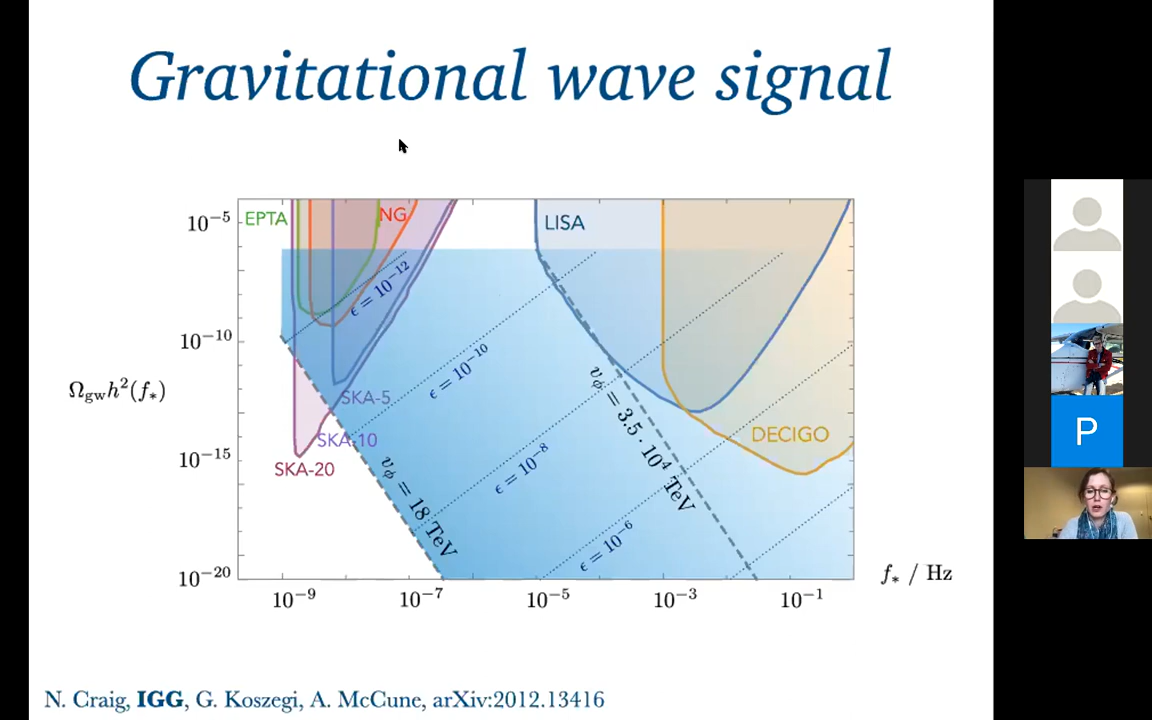 Gravitational wave signal
EPTA
NG
LISA
10⁻⁵
ϵ = 10⁻¹²
10⁻¹⁰
ϵ = 10⁻¹⁰
Ω_gw h²(f_*)
SKA-5
v_ϕ = 3.5 · 10⁴ TeV
DECIGO
SKA-10
10⁻¹⁵
SKA-20
v_ϕ = 18 TeV
ϵ = 10⁻⁸
ϵ = 10⁻⁶
10⁻²⁰
f_* / Hz
10⁻⁹ 10⁻⁷ 10⁻⁵ 10⁻³ 10⁻¹
P
N. Craig, IGG, G. Koszegi, A. McCune, arXiv:2012.13416